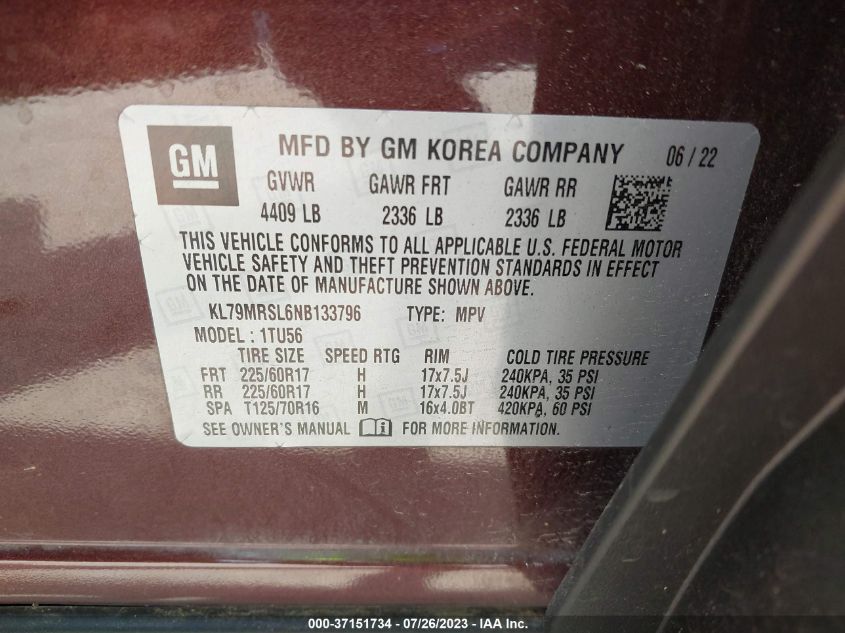 GM MFD BY GM KOREA COMPANY 06 / 22
GVWR GAWR FRT GAWR RR
4409 LB 2336 LB 2336 LB
THIS VEHICLE CONFORMS TO ALL APPLICABLE U.S. FEDERAL MOTOR
VEHICLE SAFETY AND THEFT PREVENTION STANDARDS IN EFFECT
ON THE DATE OF MANUFACTURE SHOWN ABOVE.
KL79MRSL6NB133796 TYPE: MPV
MODEL : 1TU56
TIRE SIZE SPEED RTG RIM COLD TIRE PRESSURE
FRT 225/60R17 H 17x7.5J 240KPA, 35 PSI
RR 225/60R17 H 17x7.5J 240KPA, 35 PSI
SPA T125/70R16 M 16x4.0BT 420KPA, 60 PSI
SEE OWNER'S MANUAL i FOR MORE INFORMATION.
000-37151734 - 07/26/2023 - IAA Inc.